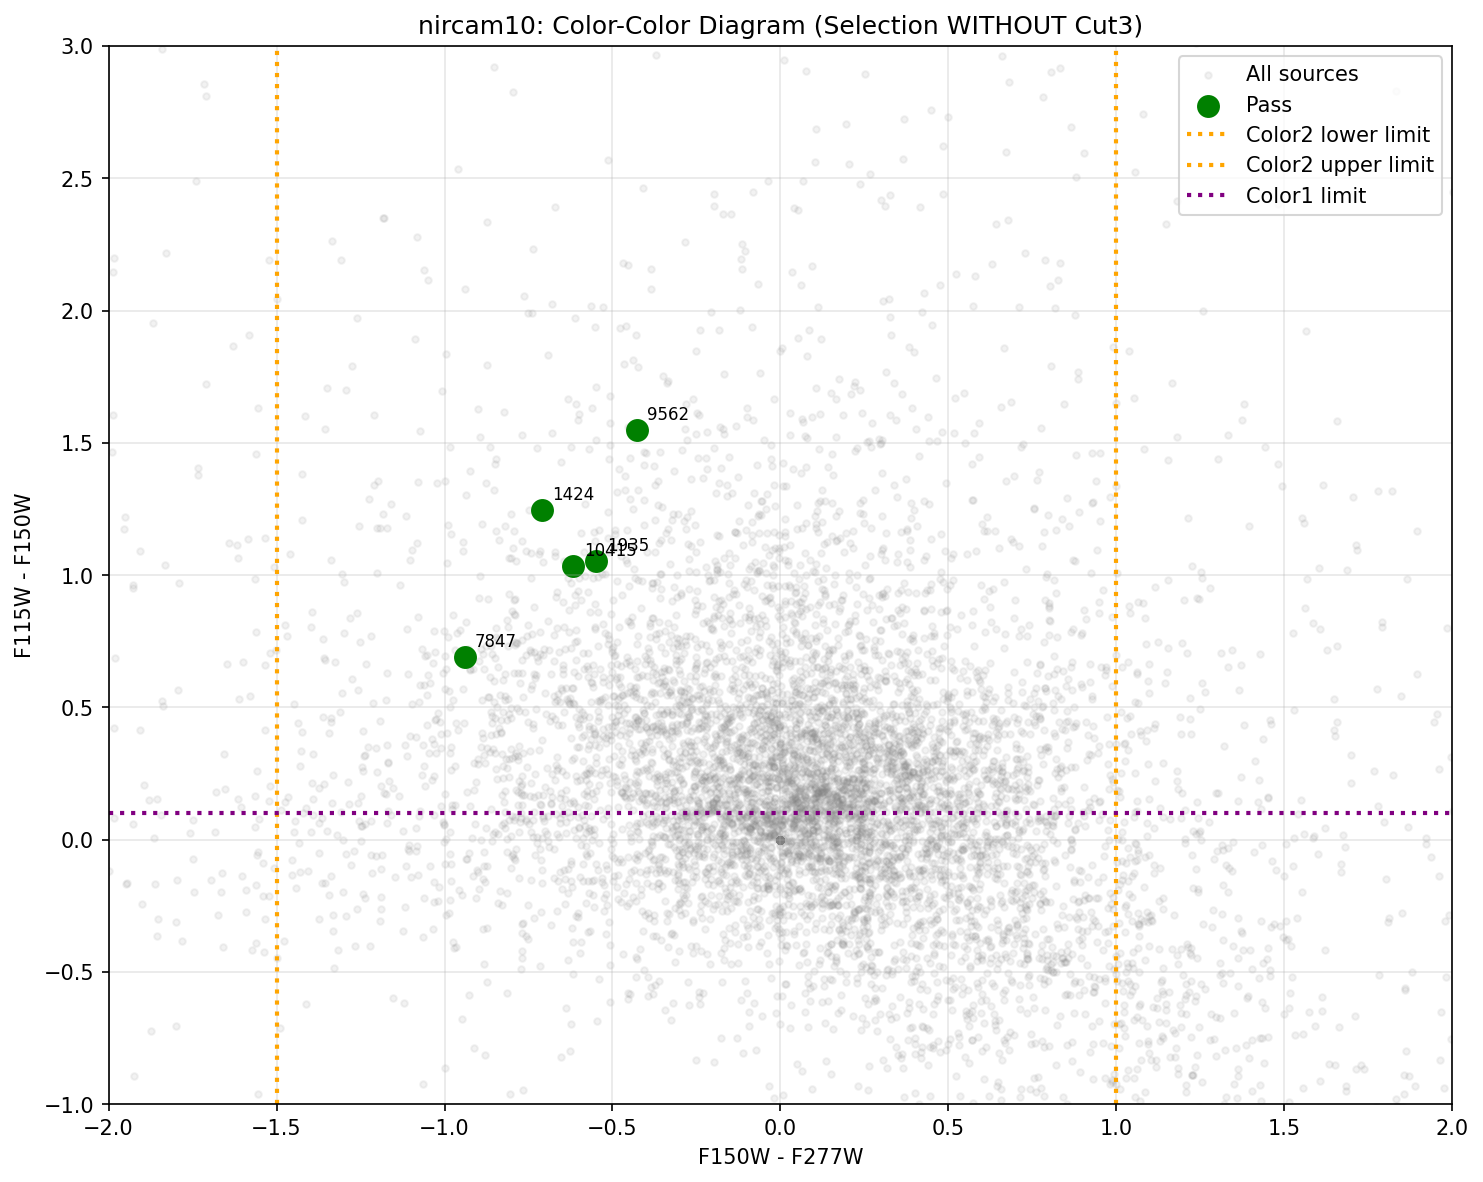 nircam10: Color-Color Diagram (Selection WITHOUT Cut3)
All sources
Pass
Color2 lower limit
Color2 upper limit
Color1 limit
F115W - F150W
3.0
2.5
2.0
1.5
1.0
0.5
0.0
−0.5
−1.0
9562
1424
10415
1935
7847
−2.0
−1.5
−1.0
−0.5
0.0
0.5
1.0
1.5
2.0
F150W - F277W